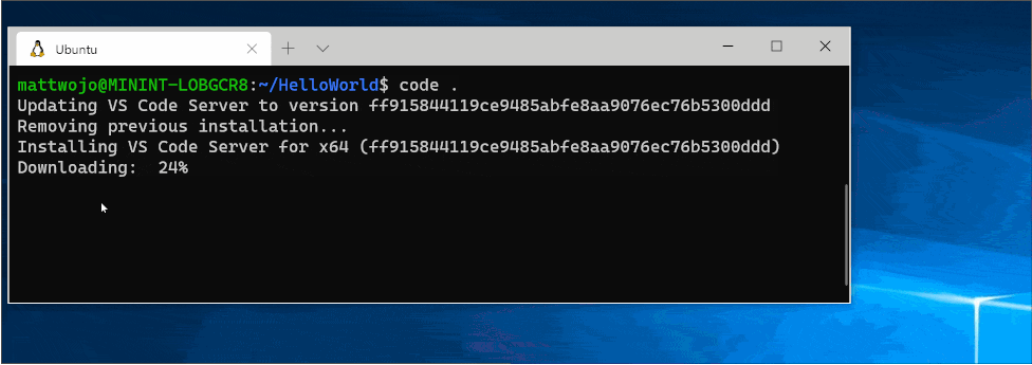 Ubuntu
mattwojo@MININT-LOBGCR8:~/HelloWorld$ code .
Updating VS Code Server to version ff915844119ce9485abfe8aa9076ec76b5300ddd
Removing previous installation...
Installing VS Code Server for x64 (ff915844119ce9485abfe8aa9076ec76b5300ddd)
Downloading:  24%